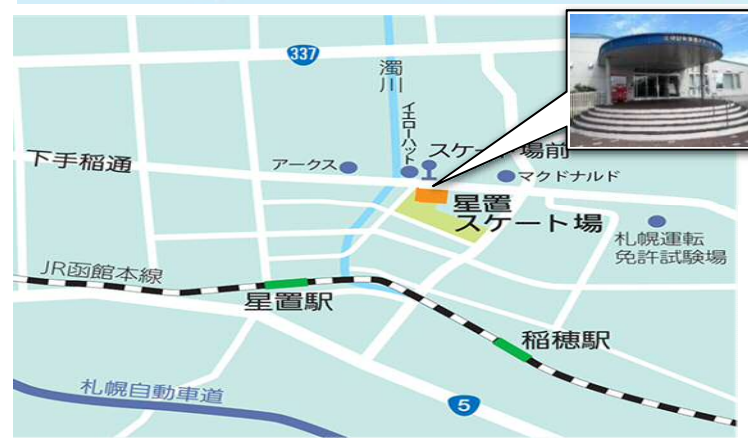 337
濁川
イエローハット
スケート場前
下手稲通
アークス
マクドナルド
星置
スケート場
札幌運転
免許試験場
JR函館本線
星置駅
稲穂駅
札幌自動車道
5